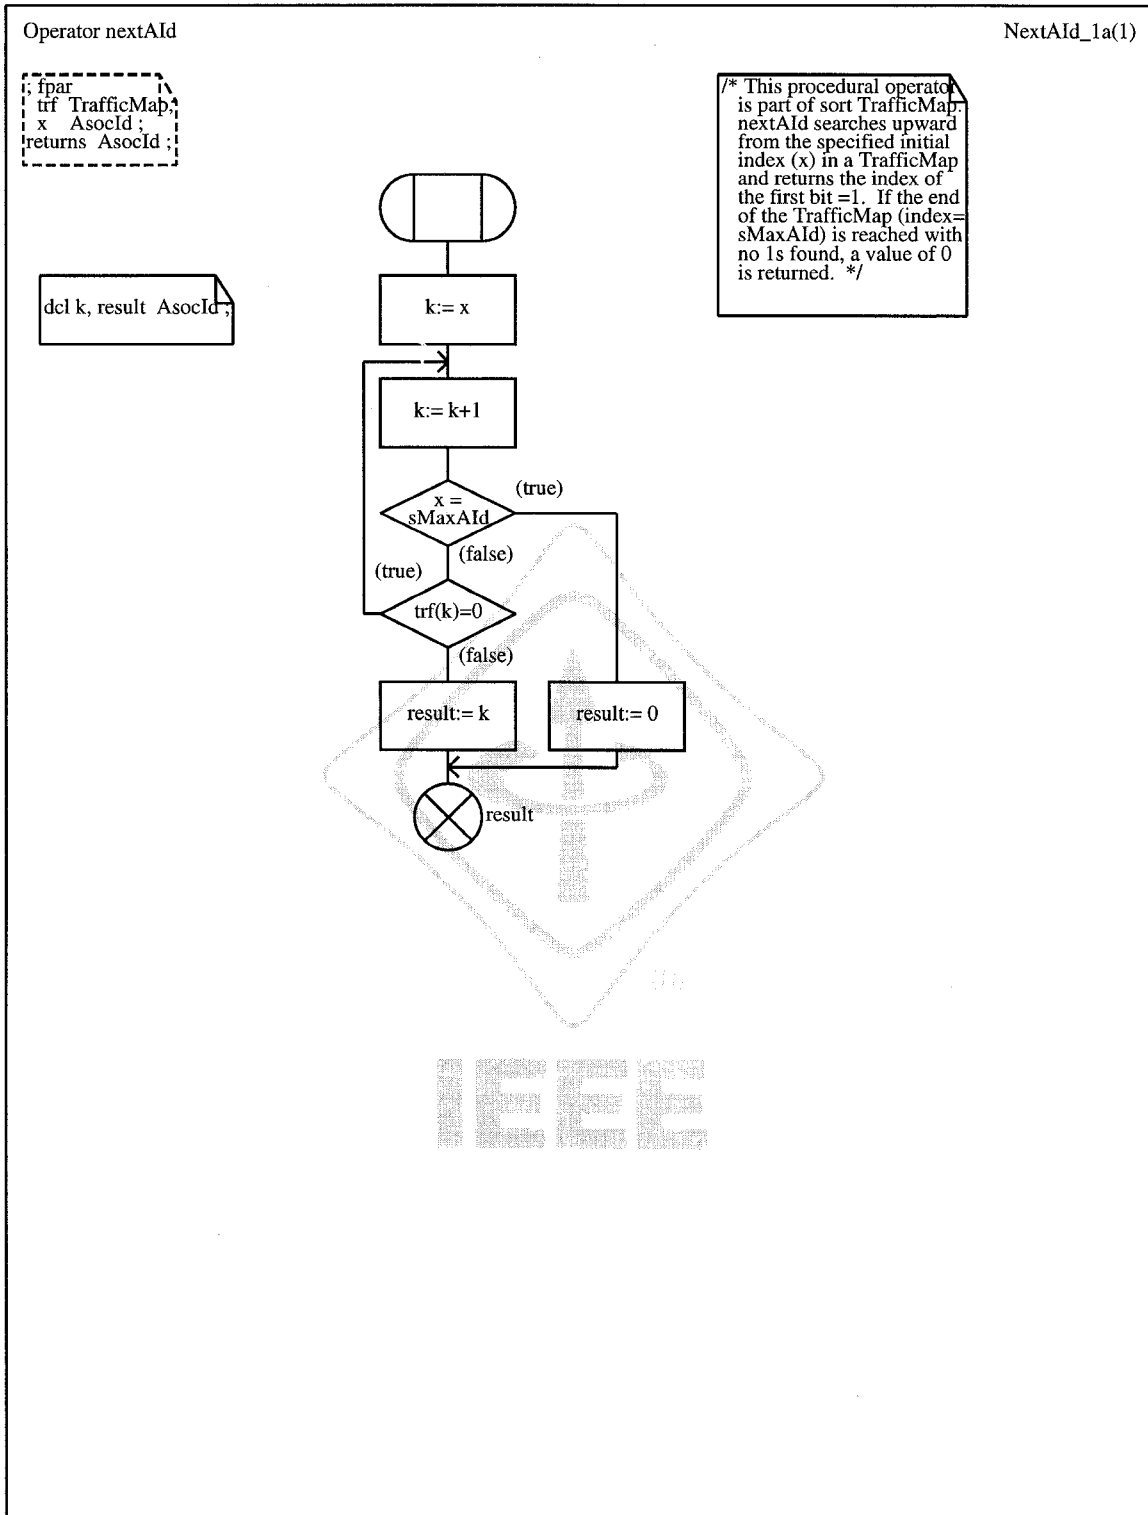 Operator nextAId
NextAId_1a(1)
; fpar
trf TrafficMap,
x AsocId ;
returns AsocId ;
/* This procedural operator
is part of sort TrafficMap.
nextAId searches upward
from the specified initial
index (x) in a TrafficMap
and returns the index of
the first bit =1. If the end
of the TrafficMap (index=
sMaxAId) is reached with
no 1s found, a value of 0
is returned. */
dcl k, result AsocId ;
k:= x
k:= k+1
x =
sMaxAId
(true)
(false)
(true)
trf(k)=0
(false)
result:= k
result:= 0
result
IEEE